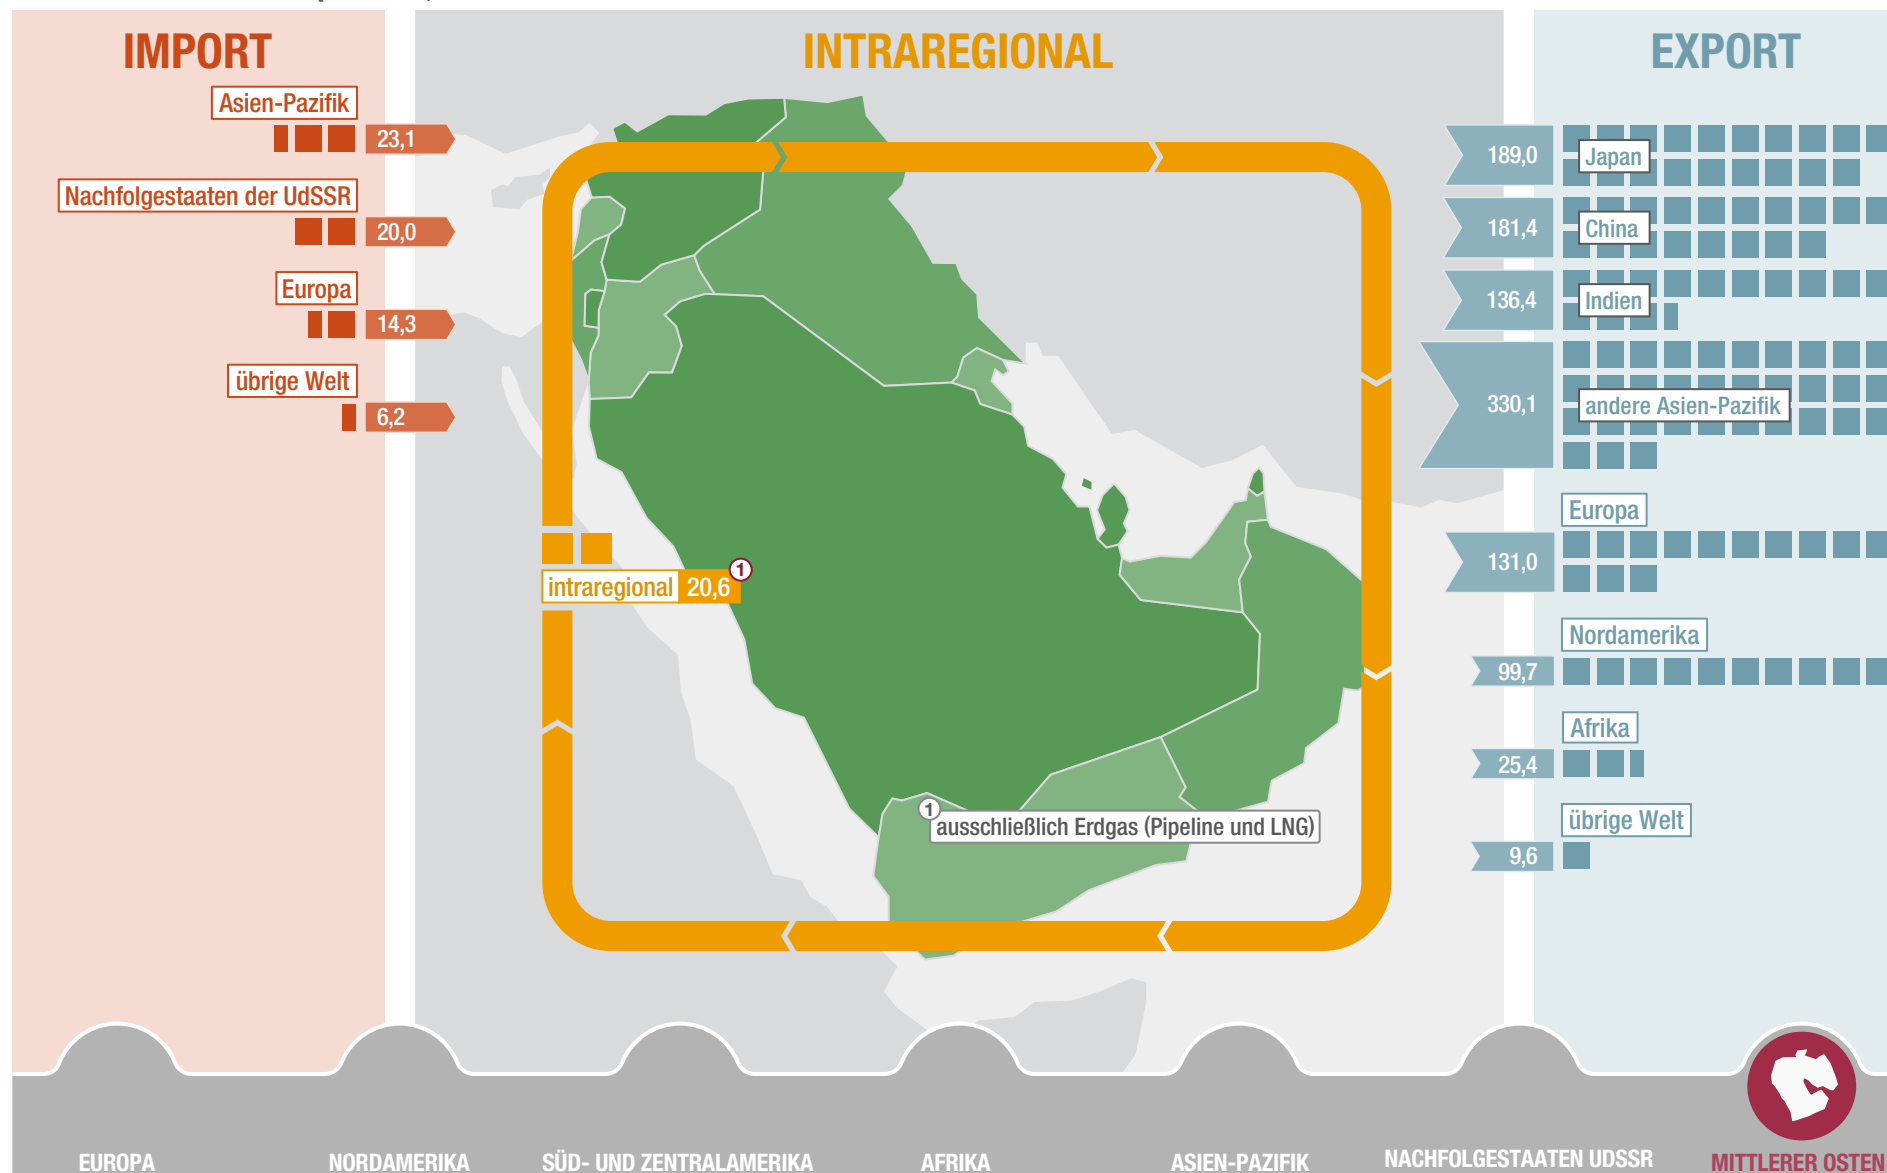 IMPORT
Asien-Pazifik
23,1
Nachfolgestaaten der UdSSR
20,0
Europa
14,3
übrige Welt
6,2
INTRAREGIONAL
intraregional 20,6
1
1
ausschließlich Erdgas (Pipeline und LNG)
EXPORT
189,0 Japan
181,4 China
136,4 Indien
330,1 andere Asien-Pazifik
Europa
131,0
Nordamerika
99,7
Afrika
25,4
übrige Welt
9,6
EUROPA
NORDAMERIKA
SÜD- UND ZENTRALAMERIKA
AFRIKA
ASIEN-PAZIFIK
NACHFOLGESTAATEN UDSSR
MITTLERER OSTEN